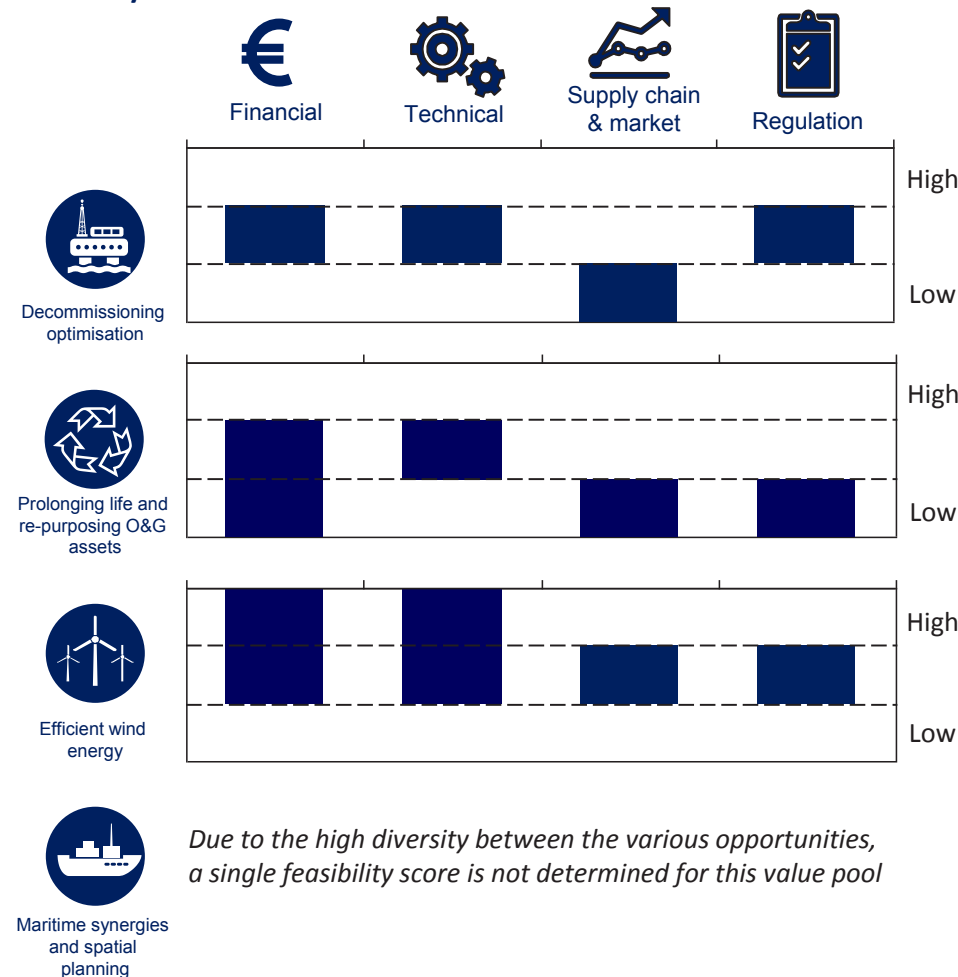 Financial
Technical
Supply chain
& market
Regulation
High
Low
Decommissioning
optimisation
High
Low
Prolonging life and
re-purposing O&G
assets
High
Low
Efficient wind
energy
Due to the high diversity between the various opportunities,
a single feasibility score is not determined for this value pool
Maritime synergies
and spatial
planning